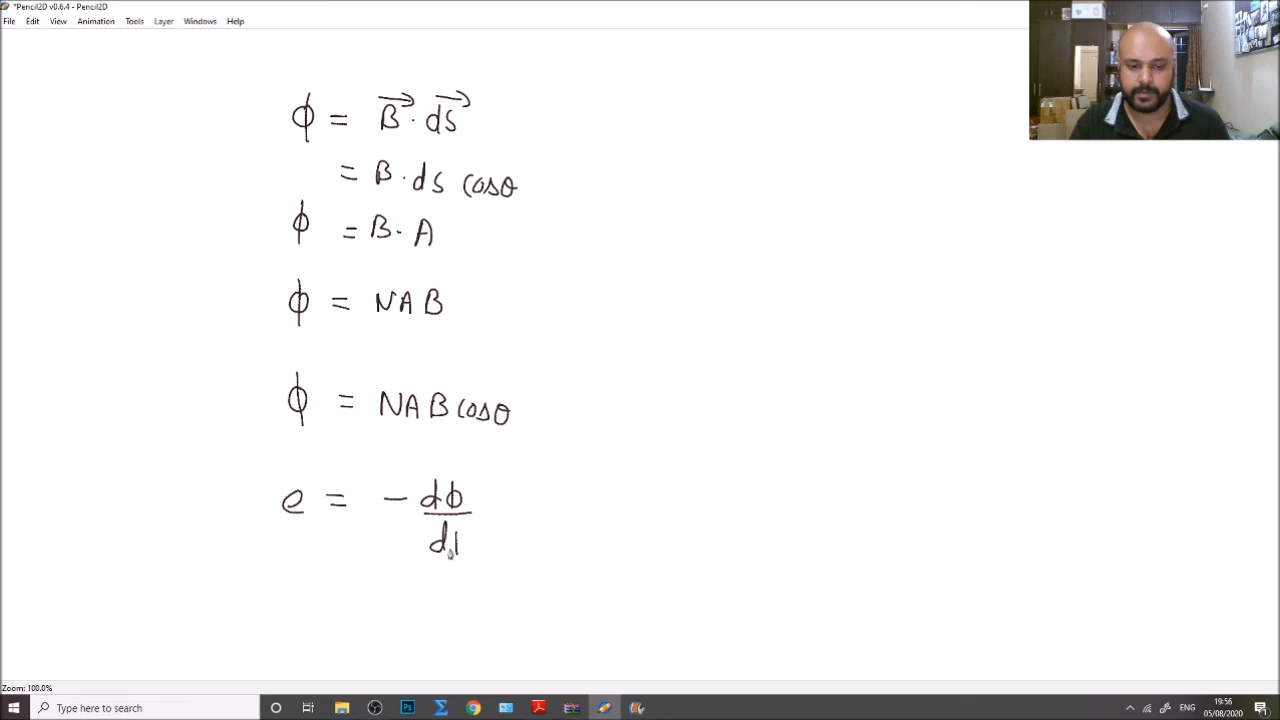 *Pencil2D v0.6.4 - Pencil2D
File Edit View Animation Tools Layer Windows Help
ϕ = B⃗ · dS⃗
= B · dS cosθ
ϕ = B · A
ϕ = NAB
ϕ = NAB cosθ
e = - dϕ
d
Zoom: 100.0%
Type here to search
Ps
ENG
19:56
05/08/2020